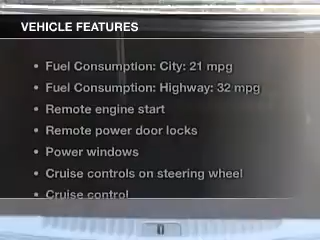 VEHICLE FEATURES
• Fuel Consumption: City: 21 mpg
• Fuel Consumption: Highway: 32 mpg
• Remote engine start
• Remote power door locks
• Power windows
• Cruise controls on steering wheel
• Cruise control